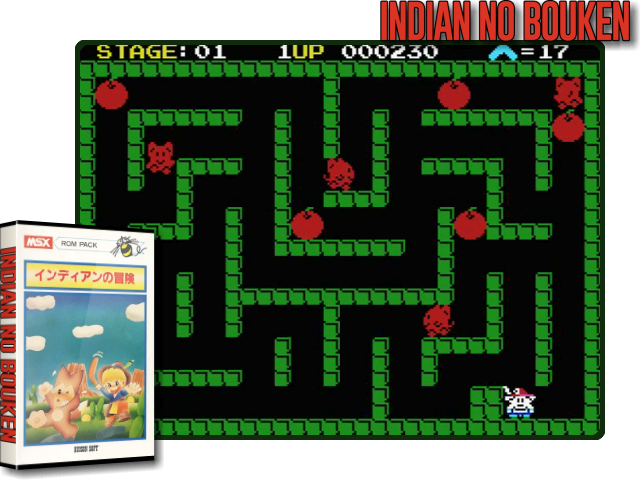 INDIAN NO BOUKEN
STAGE:01 1UP 000230 =17
MSX ROM PACK
インディアンの冒険
INDIAN NO BOUKEN